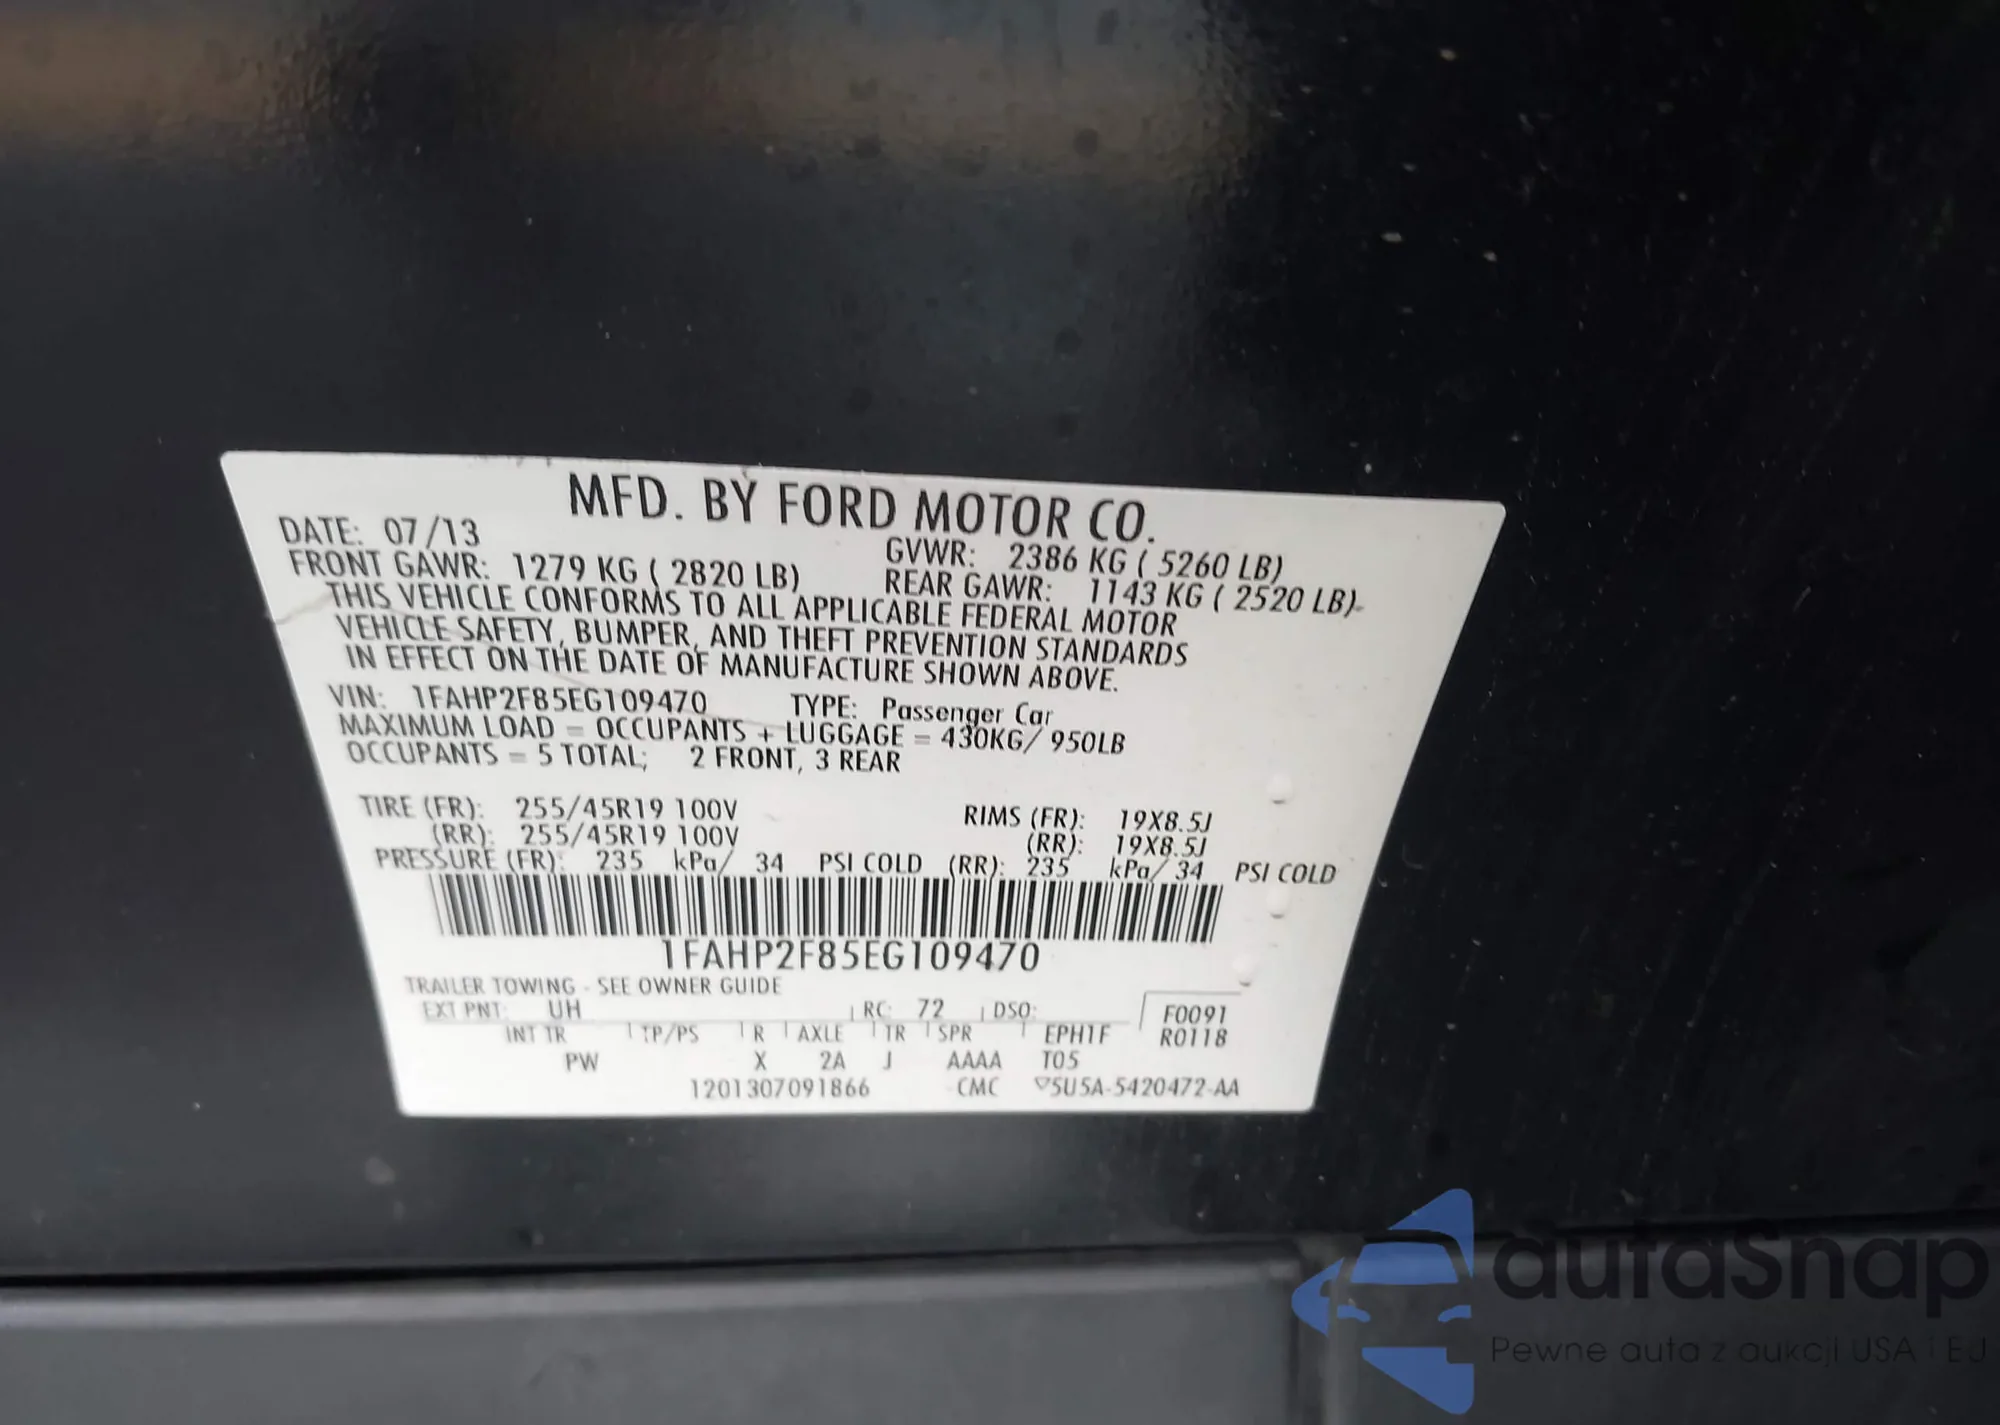 MFD. BY FORD MOTOR CO.
DATE: 07/13 GVWR: 2386 KG ( 5260 LB)
FRONT GAWR: 1279 KG ( 2820 LB) REAR GAWR: 1143 KG ( 2520 LB)
THIS VEHICLE CONFORMS TO ALL APPLICABLE FEDERAL MOTOR
VEHICLE SAFETY, BUMPER, AND THEFT PREVENTION STANDARDS
IN EFFECT ON THE DATE OF MANUFACTURE SHOWN ABOVE.
VIN: 1FAHP2F85EG109470 TYPE: Passenger Car
MAXIMUM LOAD = OCCUPANTS + LUGGAGE = 430KG/ 950LB
OCCUPANTS = 5 TOTAL; 2 FRONT, 3 REAR
TIRE (FR): 255/45R19 100V RIMS (FR): 19X8.5J
(RR): 255/45R19 100V (RR): 19X8.5J
PRESSURE (FR): 235 kPa/ 34 PSI COLD (RR): 235 kPa/ 34 PSI COLD
1FAHP2F85EG109470
TRAILER TOWING - SEE OWNER GUIDE
EXT PNT: UH RC: 72 DSO: F0091
INT TR TP/PS R AXLE TR SPR EPH1F R0118
PW X 2A J AAAA T05
1201307091866 CMC 5U5A-5420472-AA
autaSnap
Pewne auta z aukcji USA i EJ